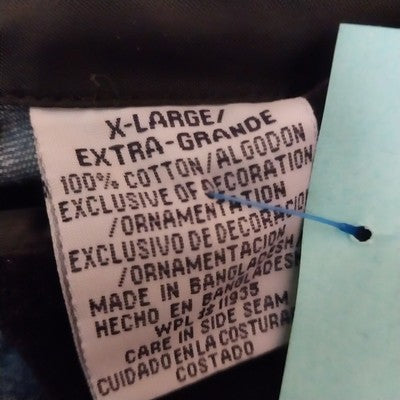 X-LARGE/
EXTRA-GRANDE
100% COTTON/ALGODON
EXCLUSIVE OF DECORATION
/ORNAMENTATION
EXCLUSIVO DE DECORACION
/ORNAMENTACION
MADE IN BANGLADESH/
HECHO EN BANGLADESH
WPL # 11935
CARE IN SIDE SEAM
CUIDADO EN LA COSTURA
COSTADO